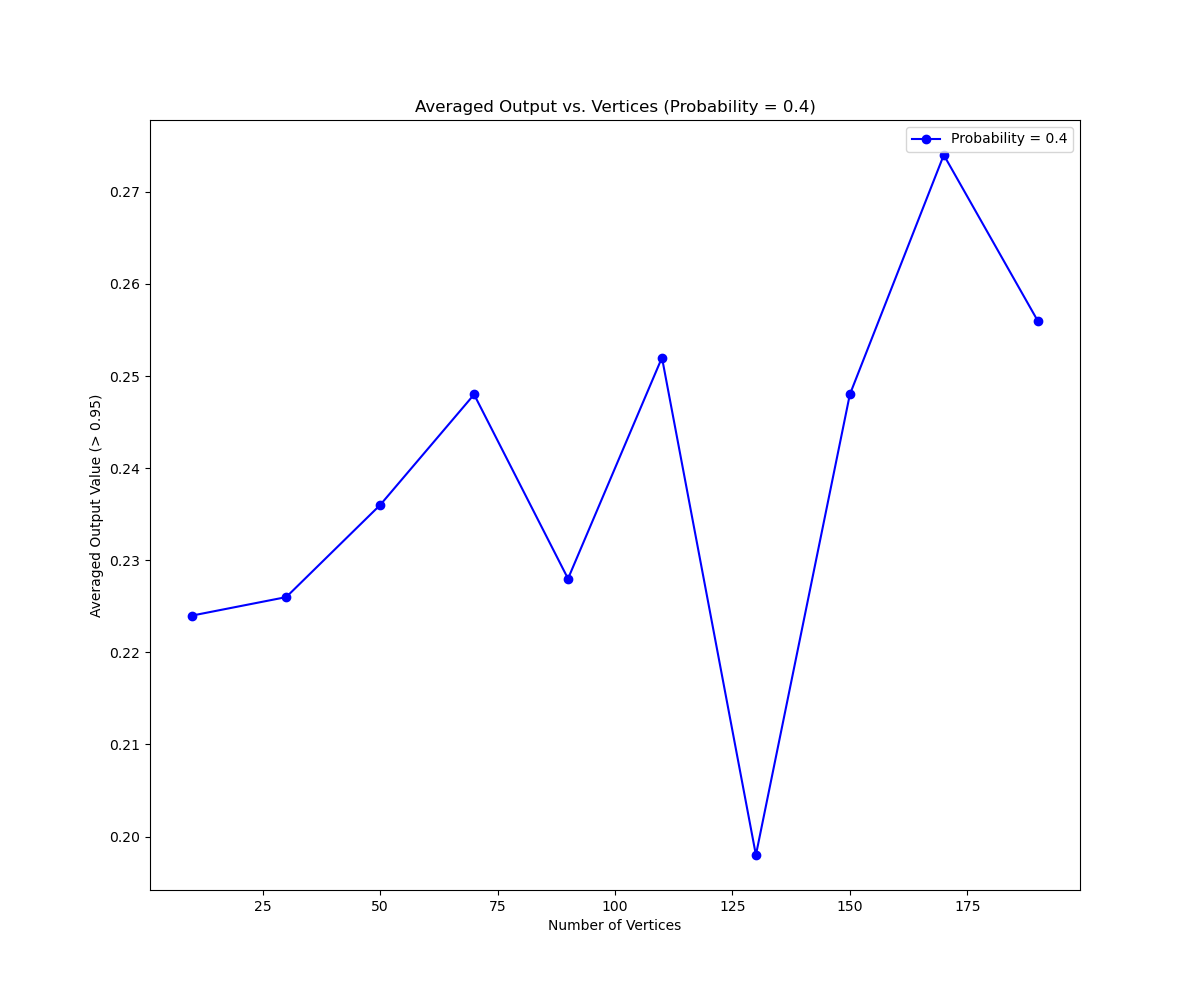 Averaged Output vs. Vertices (Probability = 0.4)
Probability = 0.4
Averaged Output Value (> 0.95)
0.27
0.26
0.25
0.24
0.23
0.22
0.21
0.20
25 50 75 100 125 150 175
Number of Vertices